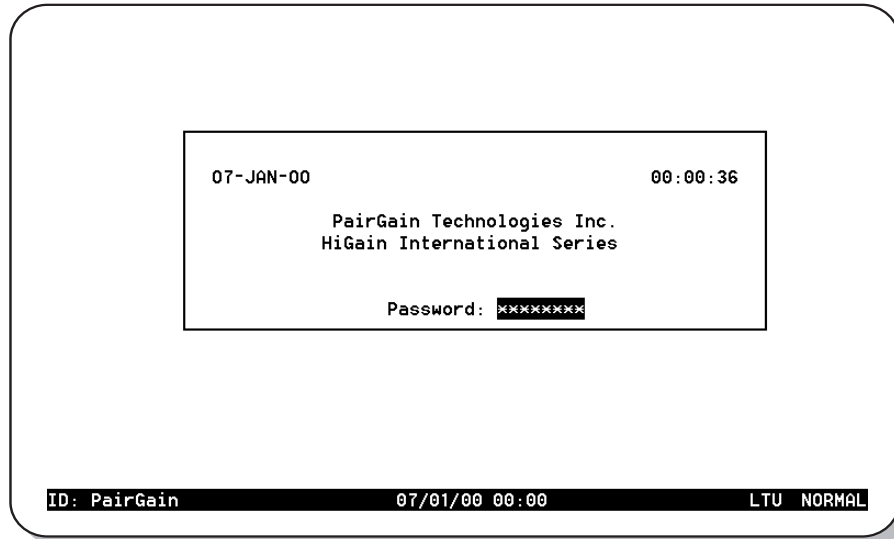 07-JAN-00 00:00:36
PairGain Technologies Inc.
HiGain International Series
Password: ********
ID: PairGain 07/01/00 00:00 LTU NORMAL